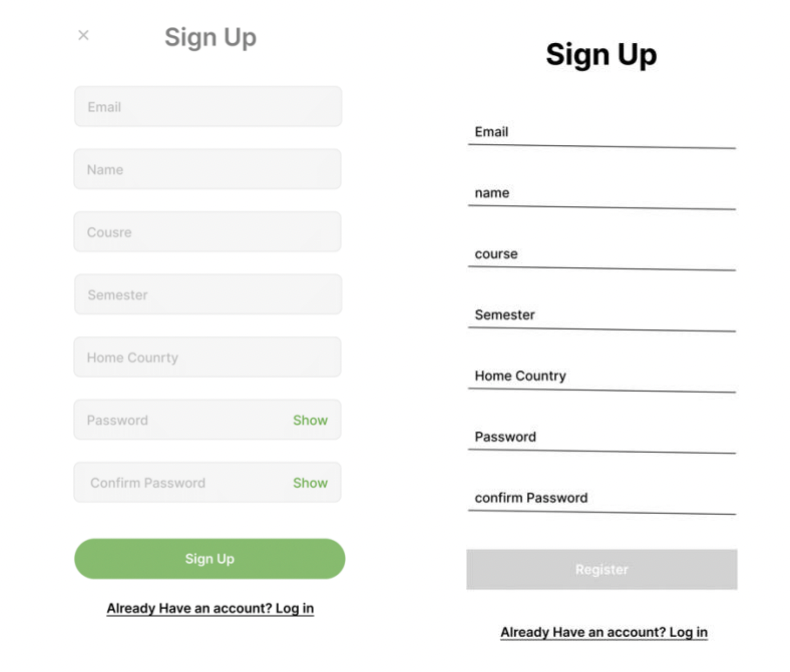 Sign Up
Email
Name
Cousre
Semester
Home Counrty
Password Show
Confirm Password Show
Sign Up
Already Have an account? Log in
Sign Up
Email
name
course
Semester
Home Country
Password
confirm Password
Register
Already Have an account? Log in